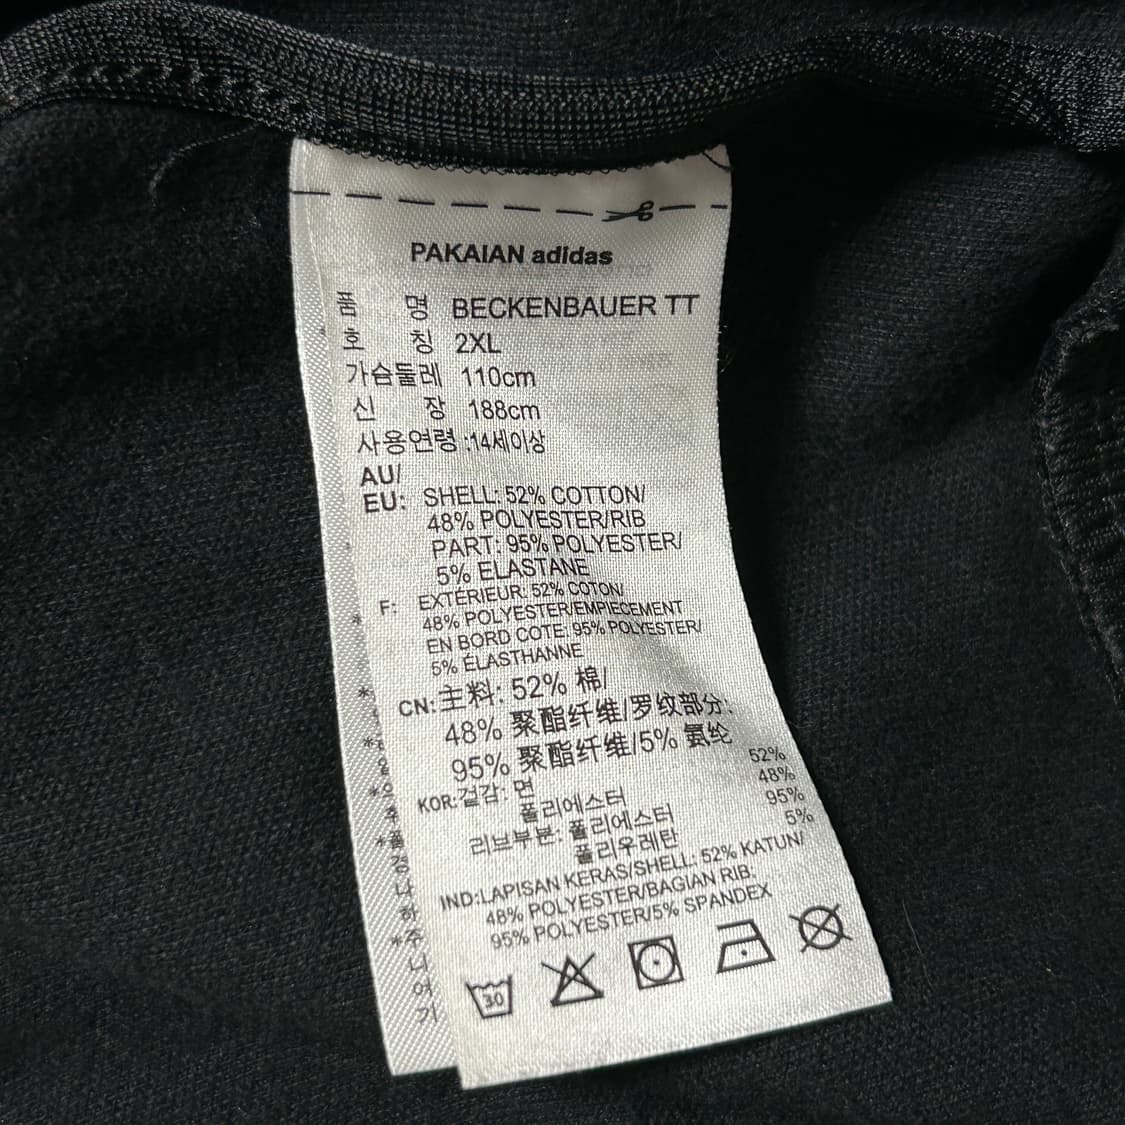 PAKAIAN adidas
품 명 BECKENBAUER TT
호 칭 2XL
가슴둘레 110cm
신 장 188cm
사용연령 :14세이상
AU/
EU: SHELL: 52% COTTON/
48% POLYESTER/RIB
PART: 95% POLYESTER/
5% ELASTANE
F: EXTÉRIEUR: 52% COTON/
48% POLYESTER/EMPIECEMENT
EN BORD COTE: 95% POLYESTER/
5% ÉLASTHANNE
CN: 主料: 52% 棉/
48% 聚酯纤维/罗纹部分:
95% 聚酯纤维/5% 氨纶
KOR: 겉감: 면 52%
폴리에스터 48%
리브부분: 폴리에스터 95%
폴리우레탄 5%
IND:LAPISAN KERAS/SHELL: 52% KATUN/
48% POLYESTER/BAGIAN RIB:
95% POLYESTER/5% SPANDEX
30